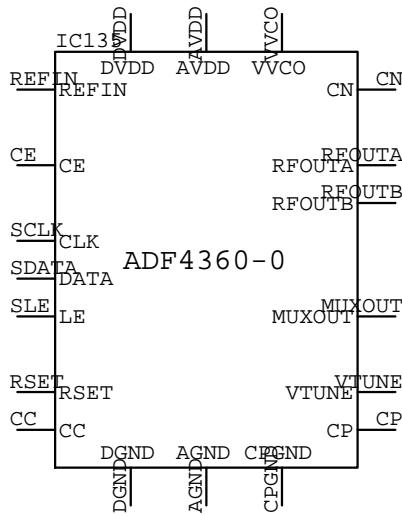 DVDD AVDD VVCO
IC135
DVDD AVDD VVCO
REFIN REFIN CN CN
CE CE RFOUTA RFOUTA
RFOUTB RFOUTB
SCLK CLK
ADF4360-0
SDATA DATA
SLE LE MUXOUT MUXOUT
RSET RSET VTUNE VTUNE
CC CC CP CP
DGND AGND CPGND
DGND AGND CPGND